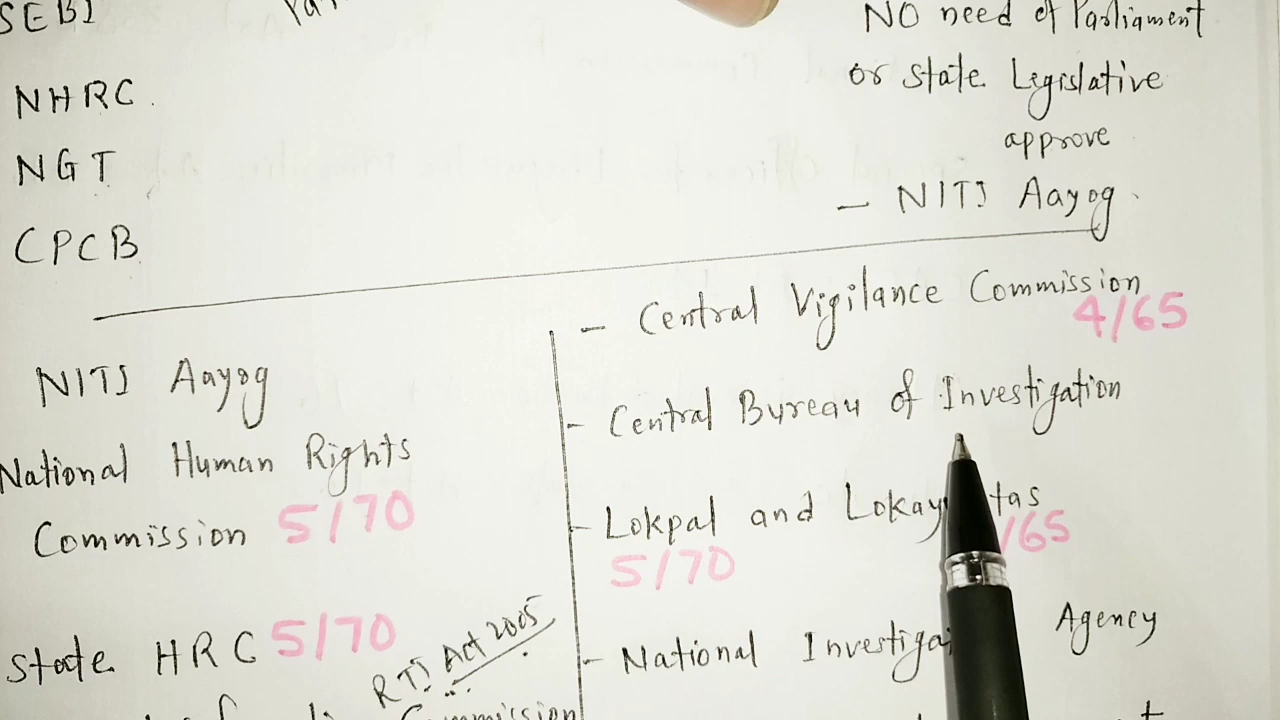 SEBI
NHRC
NGT
CPCB
NO need of Parliament
or State Legislative
approve
– NITI Aayog
NITI Aayog
National Human Rights
Commission 5/70
State HRC 5/70
RTI Act 2005
Commission
– Central Vigilance Commission
4/65
– Central Bureau of Investigation
– Lokpal and
5/70 /65
– National Agency